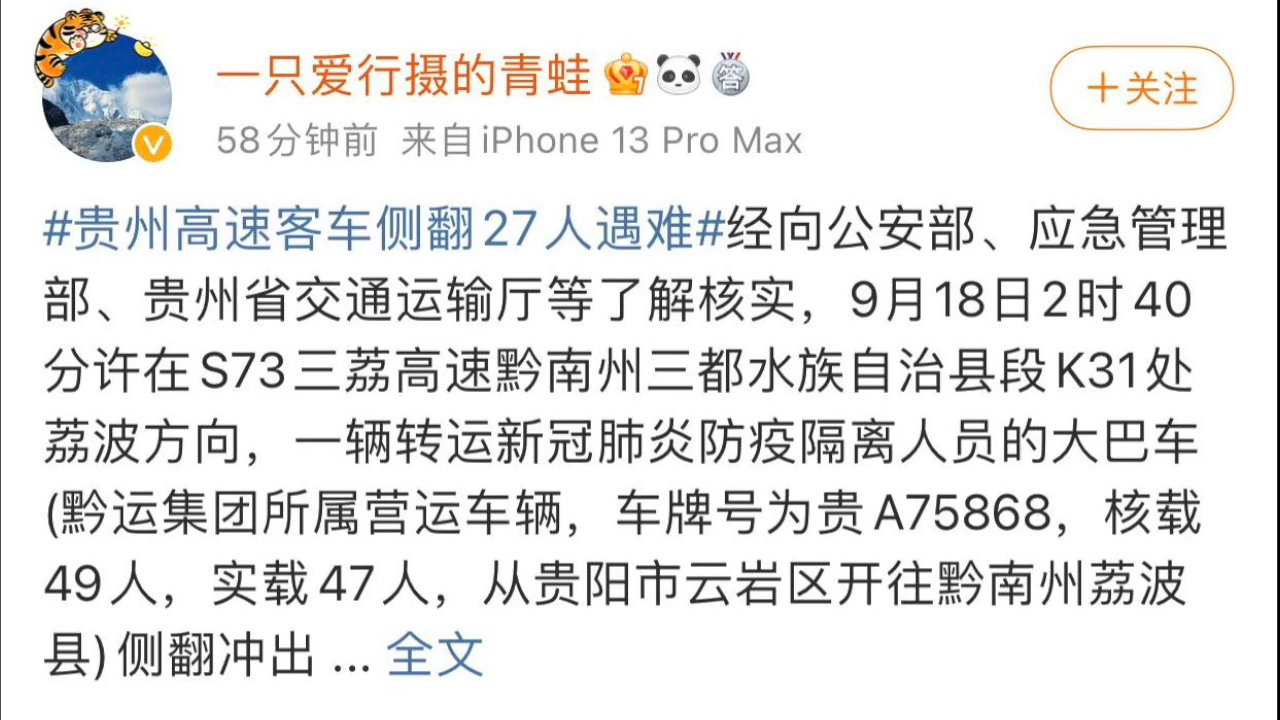 一只爱行摄的青蛙 答
+关注
58分钟前 来自iPhone 13 Pro Max
#贵州高速客车侧翻27人遇难#经向公安部、应急管理
部、贵州省交通运输厅等了解核实，9月18日2时40
分许在S73三荔高速黔南州三都水族自治县段K31处
荔波方向，一辆转运新冠肺炎防疫隔离人员的大巴车
(黔运集团所属营运车辆，车牌号为贵A75868，核载
49人，实载47人，从贵阳市云岩区开往黔南州荔波
县)侧翻冲出 ... 全文